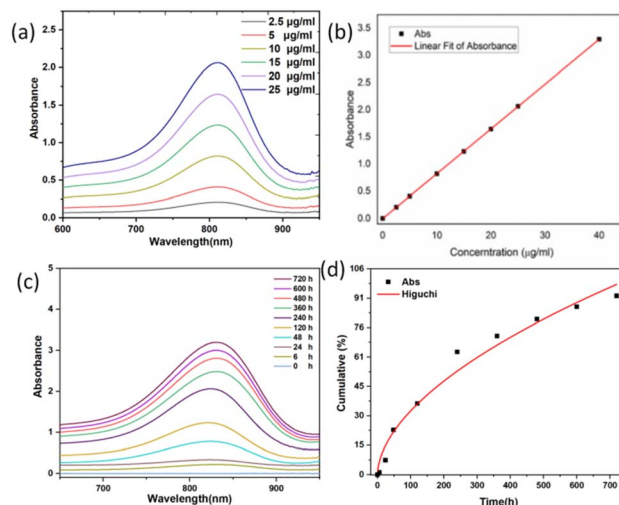 (a)
2.5 µg/ml
5 µg/ml
10 µg/ml
15 µg/ml
20 µg/ml
25 µg/ml
2.5
2.0
1.5
1.0
0.5
0.0
Absorbance
600
700
800
900
Wavelength(nm)
(b)
Abs
Linear Fit of Absorbance
3.5
3.0
2.5
2.0
1.5
1.0
0.5
0.0
Absorbance
0
10
20
30
40
Concerntration (µg/ml)
(c)
720 h
600 h
480 h
360 h
240 h
120 h
48 h
24 h
6 h
0 h
5
4
3
2
1
0
Absorbance
700
800
900
Wavelength(nm)
(d)
Abs
Higuchi
106
91
76
61
45
30
15
0
Cumulative (%)
0
100
200
300
400
500
600
700
Time(h)